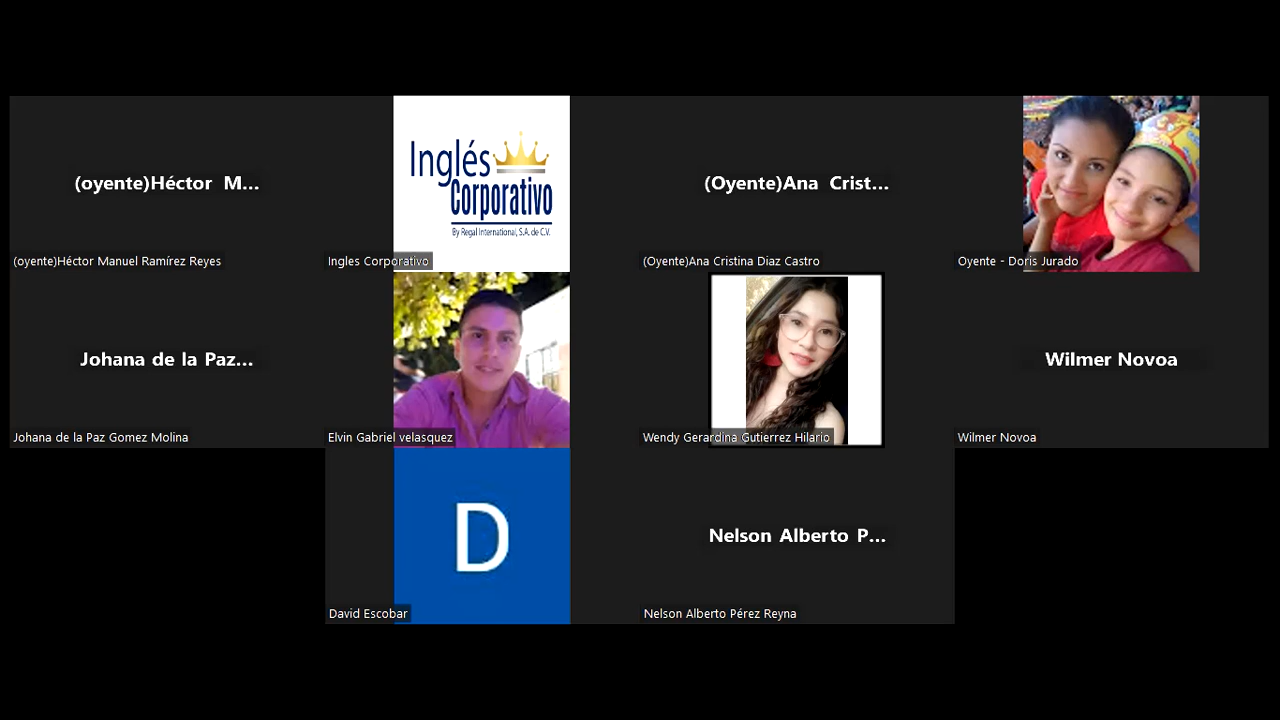 (oyente)Héctor M...
(oyente)Héctor Manuel Ramírez Reyes
Inglés
Corporativo
By Regal International, S.A. de C.V.
Ingles Corporativo
(Oyente)Ana Crist...
(Oyente)Ana Cristina Diaz Castro
Oyente - Doris Jurado
Johana de la Paz...
Johana de la Paz Gomez Molina
Elvin Gabriel velasquez
Wendy Gerardina Gutierrez Hilario
Wilmer Novoa
Wilmer Novoa
D
David Escobar
Nelson Alberto P...
Nelson Alberto Pérez Reyna